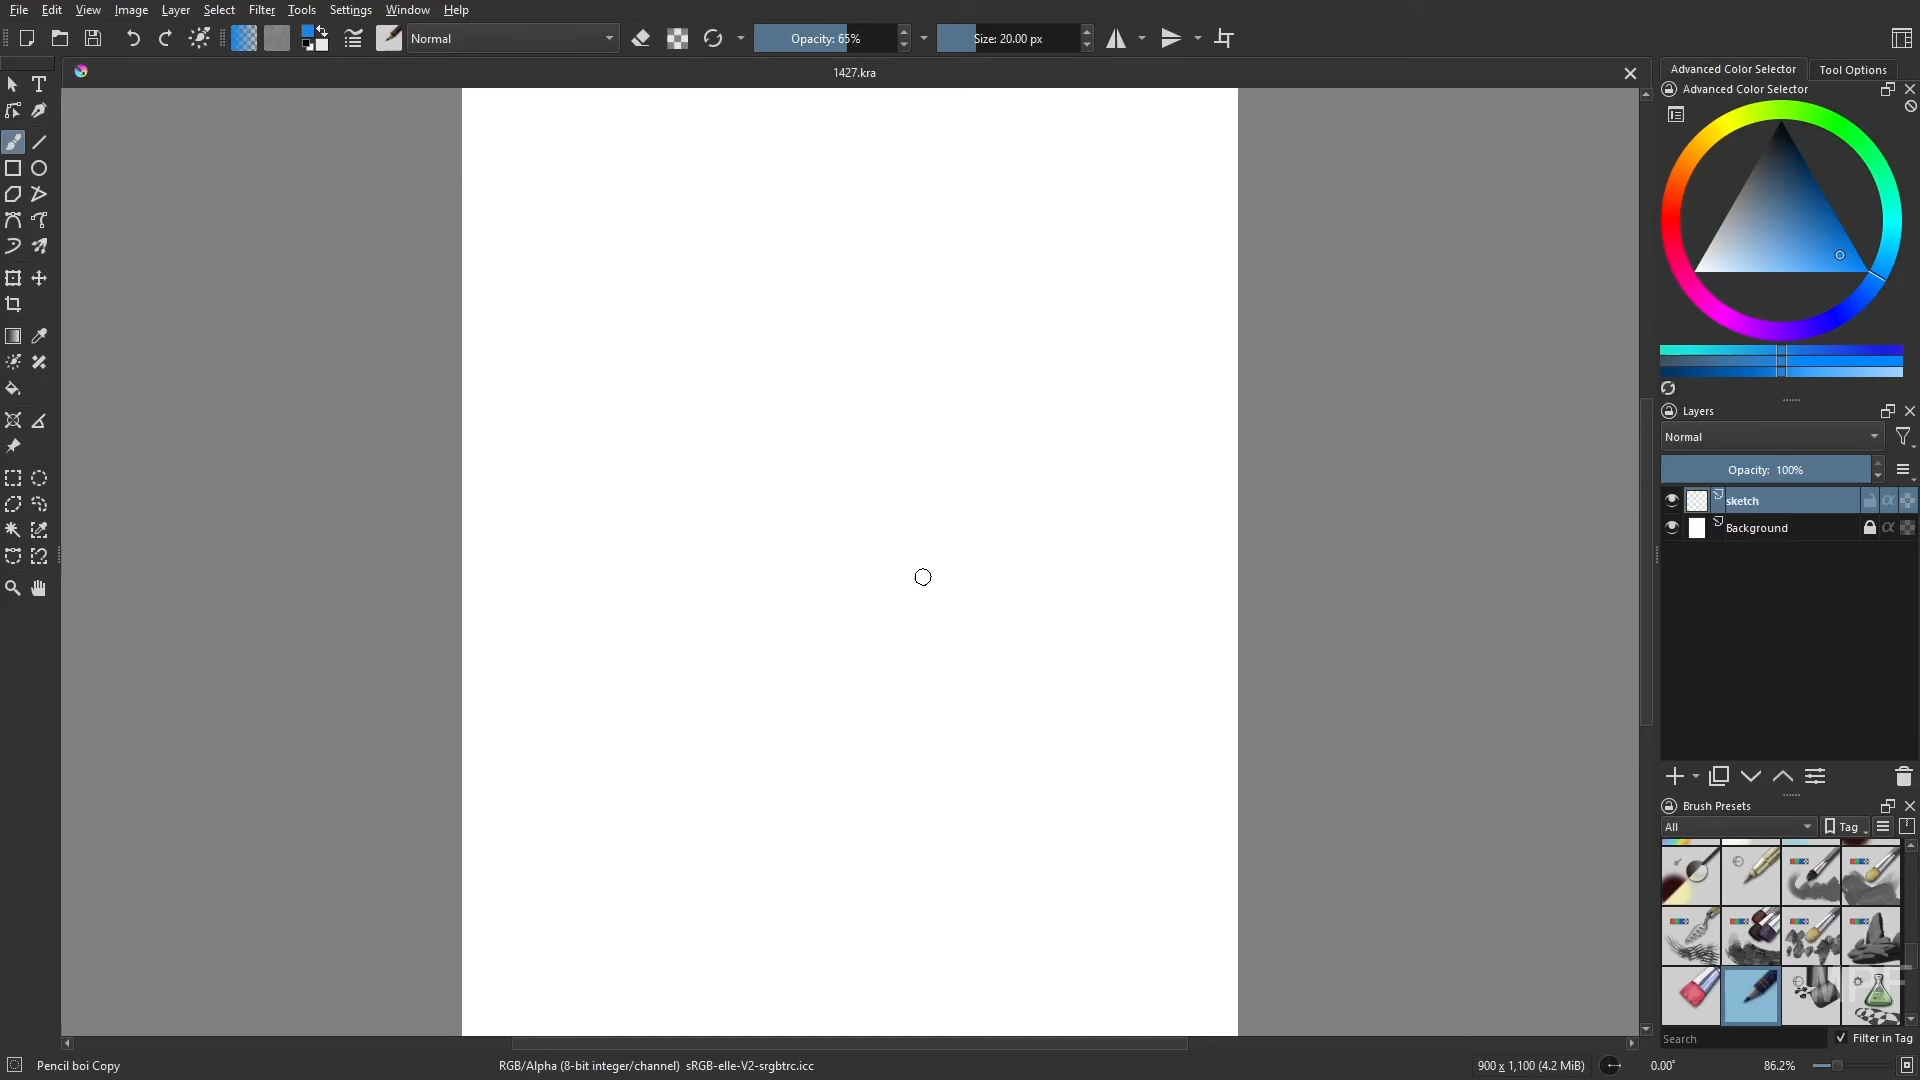 File Edit View Image Layer Select Filter Tools Settings Window Help
Normal Opacity: 65% Size: 20.00 px
1427.kra
Advanced Color Selector Tool Options
Advanced Color Selector
Layers
Normal
Opacity: 100%
sketch
Background
Brush Presets
All Tag
Search Filter in Tag
Pencil boi Copy RGB/Alpha (8-bit integer/channel) sRGB-elle-V2-srgbtrc.icc 900 x 1,100 (4.2 MiB) 0.00° 86.2%